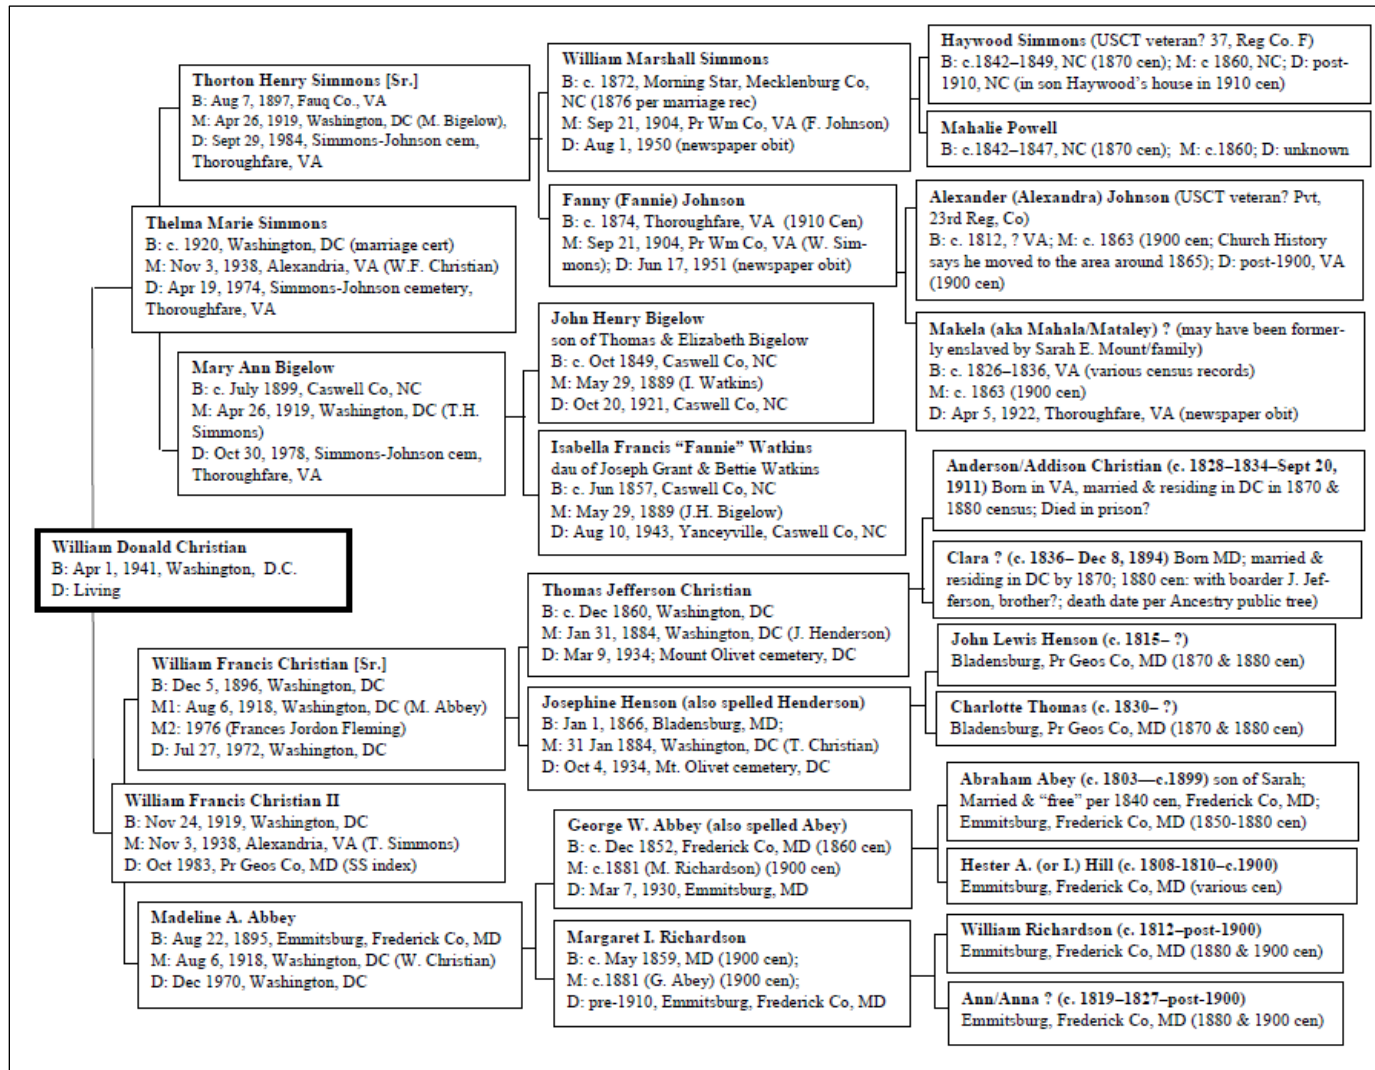 Thorton Henry Simmons [Sr.]
B: Aug 7, 1897, Fauq Co., VA
M: Apr 26, 1919, Washington, DC (M. Bigelow),
D: Sept 29, 1984, Simmons-Johnson cem,
Thoroughfare, VA
Thelma Marie Simmons
B: c. 1920, Washington, DC (marriage cert)
M: Nov 3, 1938, Alexandria, VA (W.F. Christian)
D: Apr 19, 1974, Simmons-Johnson cemetery,
Thoroughfare, VA
Mary Ann Bigelow
B: c. July 1899, Caswell Co, NC
M: Apr 26, 1919, Washington, DC (T.H.
Simmons)
D: Oct 30, 1978, Simmons-Johnson cem,
Thoroughfare, VA
William Donald Christian
B: Apr 1, 1941, Washington, D.C.
D: Living
William Francis Christian [Sr.]
B: Dec 5, 1896, Washington, DC
M1: Aug 6, 1918, Washington, DC (M. Abbey)
M2: 1976 (Frances Jordon Fleming)
D: Jul 27, 1972, Washington, DC
William Francis Christian II
B: Nov 24, 1919, Washington, DC
M: Nov 3, 1938, Alexandria, VA (T. Simmons)
D: Oct 1983, Pr Geos Co, MD (SS index)
Madeline A. Abbey
B: Aug 22, 1895, Emmitsburg, Frederick Co, MD
M: Aug 6, 1918, Washington, DC (W. Christian)
D: Dec 1970, Washington, DC
William Marshall Simmons
B: c. 1872, Morning Star, Mecklenburg Co,
NC (1876 per marriage rec)
M: Sep 21, 1904, Pr Wm Co, VA (F. Johnson)
D: Aug 1, 1950 (newspaper obit)
Fanny (Fannie) Johnson
B: c. 1874, Thoroughfare, VA (1910 Cen)
M: Sep 21, 1904, Pr Wm Co, VA (W. Sim-
mons); D: Jun 17, 1951 (newspaper obit)
John Henry Bigelow
son of Thomas & Elizabeth Bigelow
B: c. Oct 1849, Caswell Co, NC
M: May 29, 1889 (I. Watkins)
D: Oct 20, 1921, Caswell Co, NC
Isabella Francis “Fannie” Watkins
dau of Joseph Grant & Bettie Watkins
B: c. Jun 1857, Caswell Co, NC
M: May 29, 1889 (J.H. Bigelow)
D: Aug 10, 1943, Yanceyville, Caswell Co, NC
Thomas Jefferson Christian
B: c. Dec 1860, Washington, DC
M: Jan 31, 1884, Washington, DC (J. Henderson)
D: Mar 9, 1934; Mount Olivet cemetery, DC
Josephine Henson (also spelled Henderson)
B: Jan 1, 1866, Bladensburg, MD;
M: 31 Jan 1884, Washington, DC (T. Christian)
D: Oct 4, 1934, Mt. Olivet cemetery, DC
George W. Abbey (also spelled Abey)
B: c. Dec 1852, Frederick Co, MD (1860 cen)
M: c.1881 (M. Richardson) (1900 cen)
D: Mar 7, 1930, Emmitsburg, MD
Margaret I. Richardson
B: c. May 1859, MD (1900 cen);
M: c.1881 (G. Abey) (1900 cen);
D: pre-1910, Emmitsburg, Frederick Co, MD
Haywood Simmons (USCT veteran? 37, Reg Co. F)
B: c.1842–1849, NC (1870 cen); M: c 1860, NC; D: post-
1910, NC (in son Haywood’s house in 1910 cen)
Mahalie Powell
B: c.1842–1847, NC (1870 cen); M: c.1860; D: unknown
Alexander (Alexandra) Johnson (USCT veteran? Pvt,
23rd Reg, Co)
B: c. 1812, ? VA; M: c. 1863 (1900 cen; Church History
says he moved to the area around 1865); D: post-1900, VA
(1900 cen)
Makela (aka Mahala/Mataley) ? (may have been former-
ly enslaved by Sarah E. Mount/family)
B: c. 1826–1836, VA (various census records)
M: c. 1863 (1900 cen)
D: Apr 5, 1922, Thoroughfare, VA (newspaper obit)
Anderson/Addison Christian (c. 1828–1834–Sept 20,
1911) Born in VA, married & residing in DC in 1870 &
1880 census; Died in prison?
Clara ? (c. 1836– Dec 8, 1894) Born MD; married &
residing in DC by 1870; 1880 cen: with boarder J. Jef-
ferson, brother?; death date per Ancestry public tree)
John Lewis Henson (c. 1815– ?)
Bladensburg, Pr Geos Co, MD (1870 & 1880 cen)
Charlotte Thomas (c. 1830– ?)
Bladensburg, Pr Geos Co, MD (1870 & 1880 cen)
Abraham Abey (c. 1803—c.1899) son of Sarah;
Married & “free” per 1840 cen, Frederick Co, MD;
Emmitsburg, Frederick Co, MD (1850-1880 cen)
Hester A. (or I.) Hill (c. 1808-1810–c.1900)
Emmitsburg, Frederick Co, MD (various cen)
William Richardson (c. 1812–post-1900)
Emmitsburg, Frederick Co, MD (1880 & 1900 cen)
Ann/Anna ? (c. 1819–1827–post-1900)
Emmitsburg, Frederick Co, MD (1880 & 1900 cen)